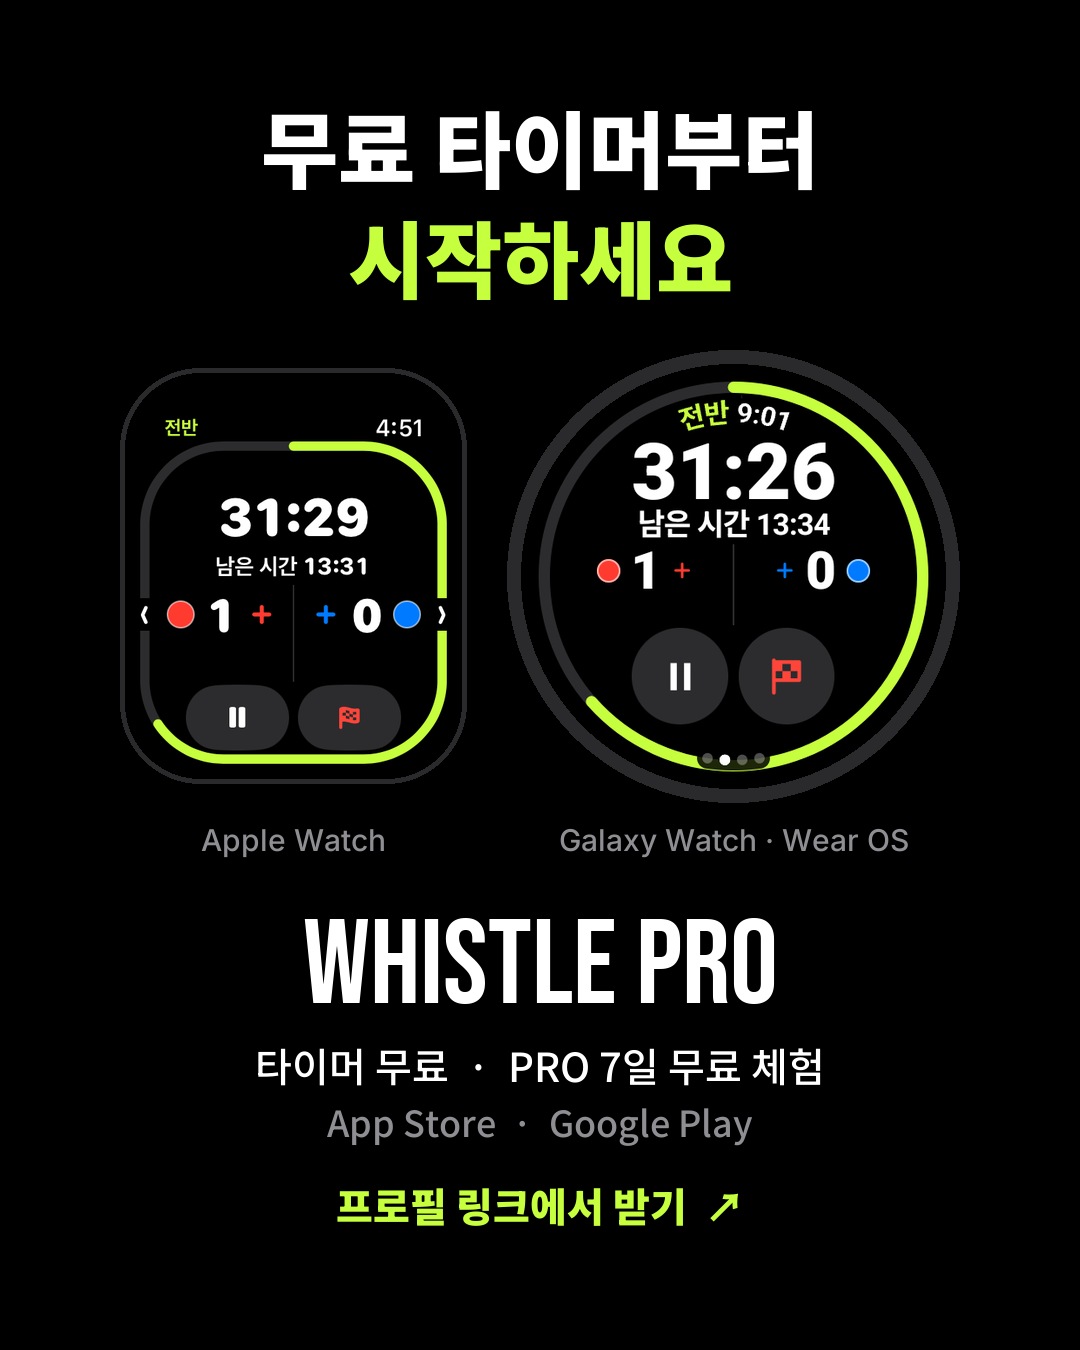 무료 타이머부터
시작하세요
전반 4:51
31:29
남은 시간 13:31
1 + + 0
전반 9:01
31:26
남은 시간 13:34
1 + + 0
Apple Watch
Galaxy Watch · Wear OS
WHISTLE PRO
타이머 무료 · PRO 7일 무료 체험
App Store · Google Play
프로필 링크에서 받기 ↗